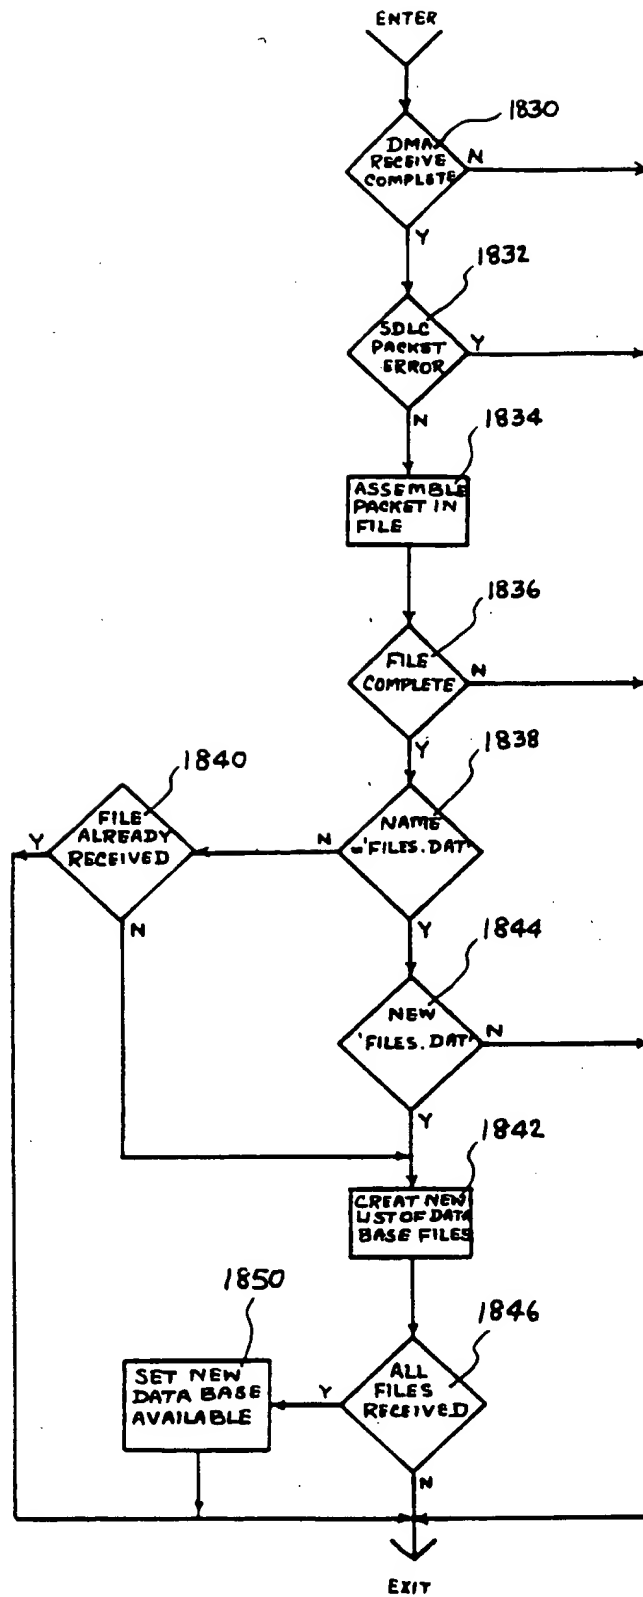 ENTER
1830
DMA
RECEIVE
COMPLETE
N
Y
1832
SDLC
PACKET
ERROR
Y
N
1834
ASSEMBLE
PACKET IN
FILE
1836
FILE
COMPLETE
N
Y
1838
1840
FILE
ALREADY
RECEIVED
Y
N
NAME
='FILES.DAT'
N
Y
1844
NEW
'FILES.DAT'
N
Y
1842
CREAT NEW
LIST OF DATA
BASE FILES
1850
1846
SET NEW
DATA BASE
AVAILABLE
Y
ALL
FILES
RECEIVED
N
EXIT